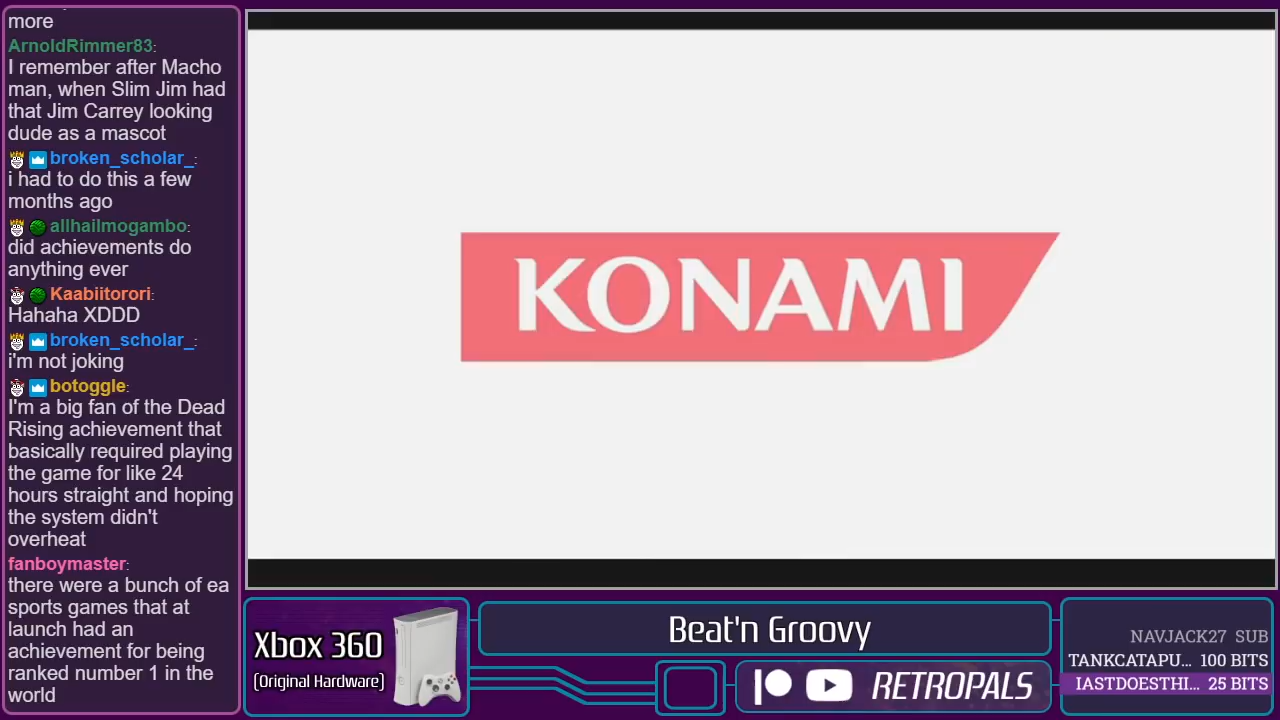 more
ArnoldRimmer83:
I remember after Macho
man, when Slim Jim had
that Jim Carrey looking
dude as a mascot
broken_scholar_:
i had to do this a few
months ago
allhailmogambo:
did achievements do
anything ever
Kaabiitorori:
Hahaha XDDD
broken_scholar_:
i'm not joking
botoggle:
I'm a big fan of the Dead
Rising achievement that
basically required playing
the game for like 24
hours straight and hoping
the system didn't
overheat
fanboymaster:
there were a bunch of ea
sports games that at
launch had an
achievement for being
ranked number 1 in the
world
KONAMI
Xbox 360
(Original Hardware)
Beat'n Groovy
RETROPALS
NAVJACK27 SUB
TANKCATAPU... 100 BITS
IASTDOESTHI... 25 BITS